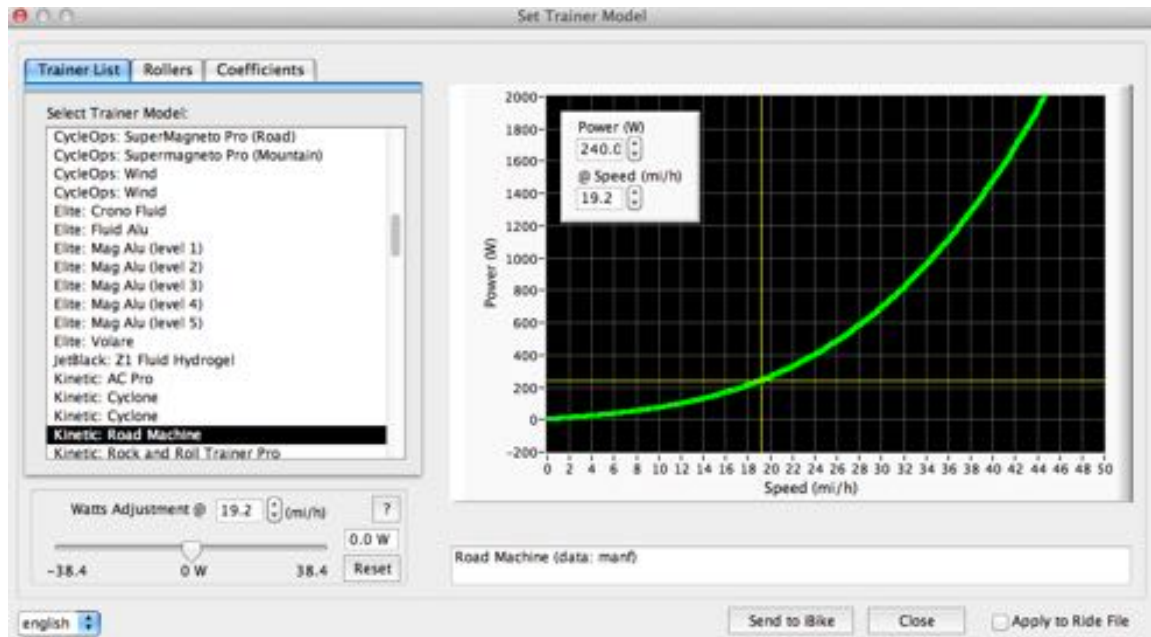 Set Trainer Model
Trainer List Rollers Coefficients
Select Trainer Model:
CycleOps: SuperMagneto Pro (Road)
CycleOps: Supermagneto Pro (Mountain)
CycleOps: Wind
CycleOps: Wind
Elite: Crono Fluid
Elite: Fluid Alu
Elite: Mag Alu (level 1)
Elite: Mag Alu (level 2)
Elite: Mag Alu (level 3)
Elite: Mag Alu (level 4)
Elite: Mag Alu (level 5)
Elite: Volare
JetBlack: Z1 Fluid Hydrogel
Kinetic: AC Pro
Kinetic: Cyclone
Kinetic: Cyclone
Kinetic: Road Machine
Kinetic: Rock and Roll Trainer Pro
Watts Adjustment @ 19.2 (mi/h) ?
0.0 W
-38.4 0 W 38.4 Reset
english
Power (W)
240.0
@ Speed (mi/h)
19.2
Power (W)
2000
1800
1600
1400
1200
1000
800
600
400
200
0
-200
0 2 4 6 8 10 12 14 16 18 20 22 24 26 28 30 32 34 36 38 40 42 44 46 48 50
Speed (mi/h)
Road Machine (data: manf)
Send to iBike Close Apply to Ride File